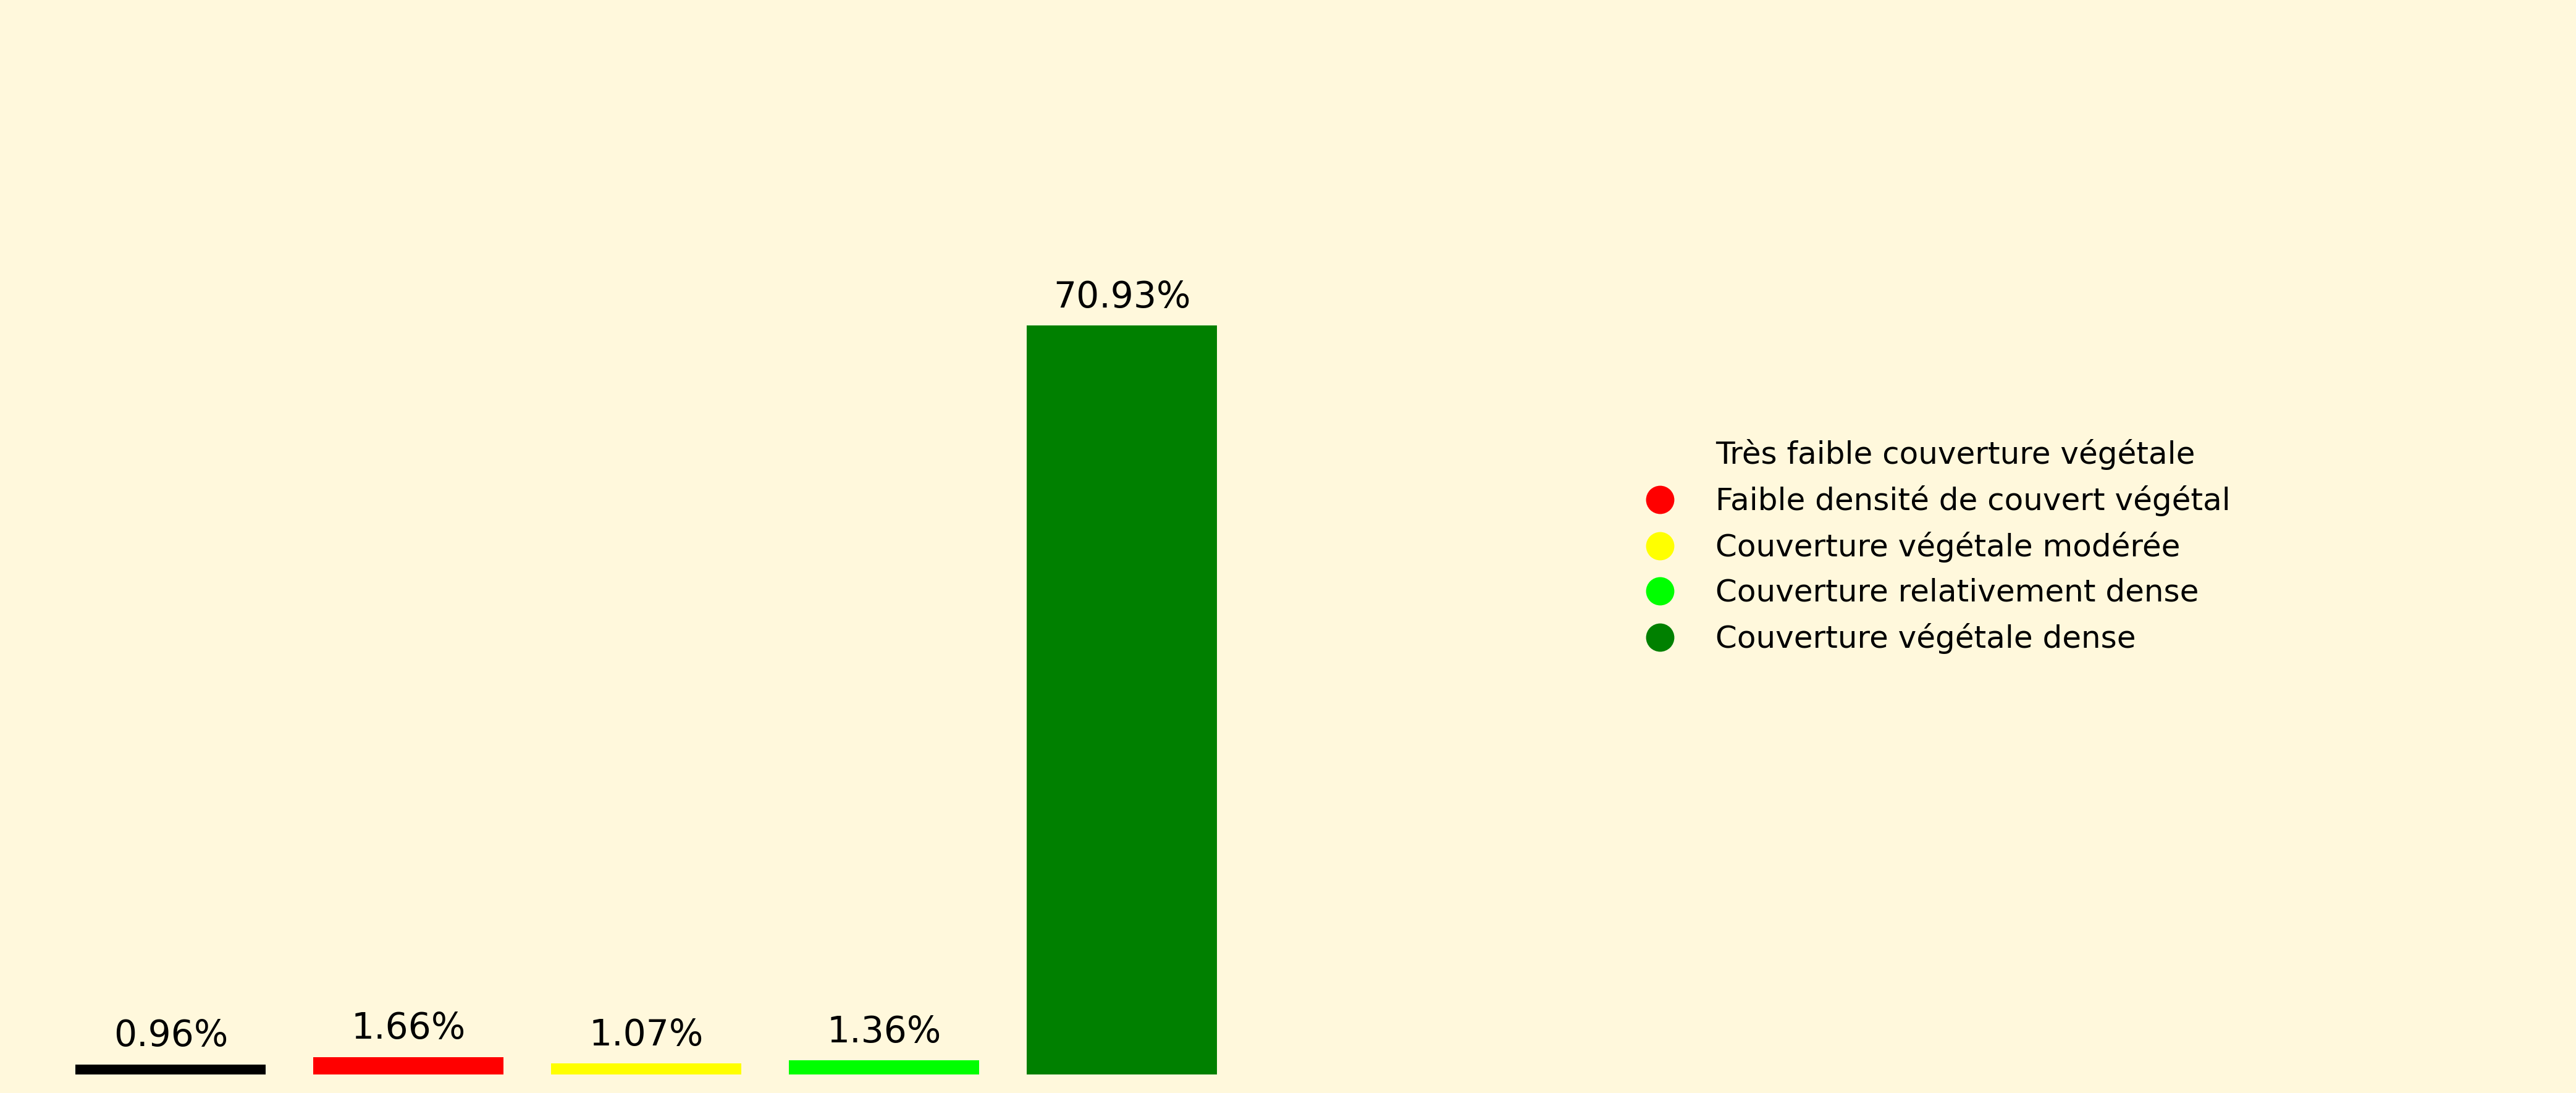 70.93%
Très faible couverture végétale
Faible densité de couvert végétal
Couverture végétale modérée
Couverture relativement dense
Couverture végétale dense
0.96%
1.66%
1.07%
1.36%